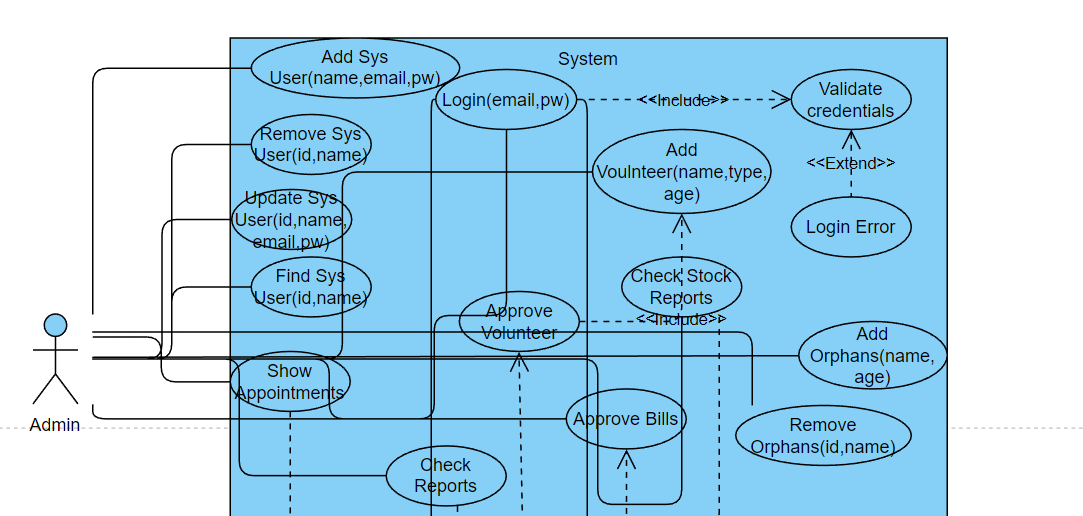 System
Add Sys
User(name,email,pw)
Login(email,pw)
<<Include>>
Validate
credentials
Remove Sys
User(id,name)
Add
Voulnteer(name,type,
age)
<<Extend>>
Update Sys
User(id,name,
email,pw)
Login Error
Find Sys
User(id,name)
Check Stock
Reports
Approve
Volunteer
<<Include>>
Add
Orphans(name,
age)
Show
Appointments
Admin
Approve Bills
Remove
Orphans(id,name)
Check
Reports